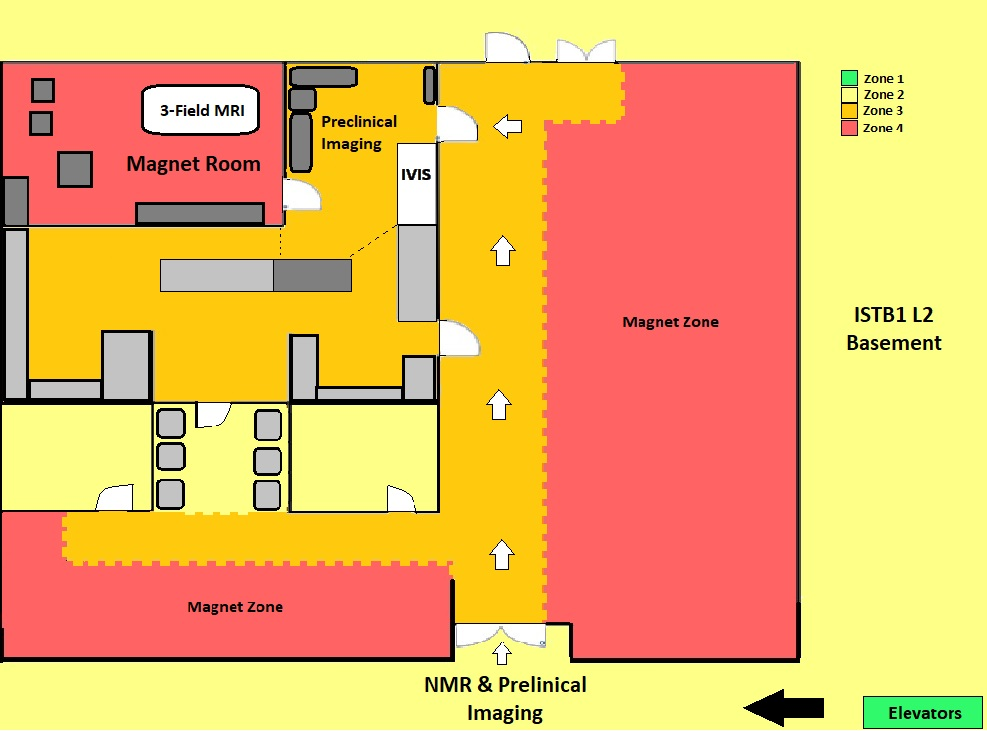 Zone 1
Zone 2
Zone 3
Zone 4
3-Field MRI
Magnet Room
Preclinical
Imaging
IVIS
Magnet Zone
ISTB1 L2
Basement
Magnet Zone
NMR & Prelinical
Imaging
Elevators